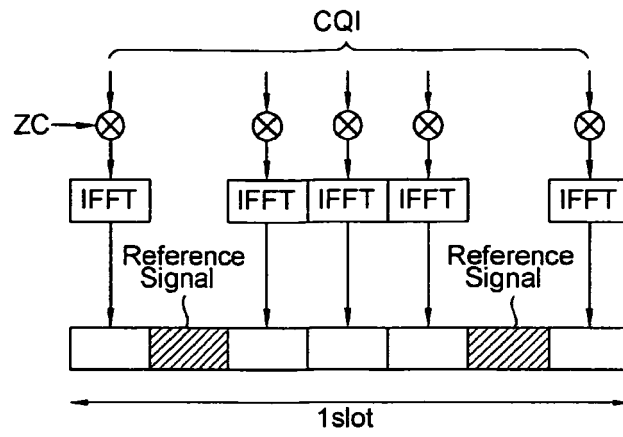 CQI
ZC
IFFT IFFT IFFT IFFT IFFT
Reference
Signal
Reference
Signal
1slot